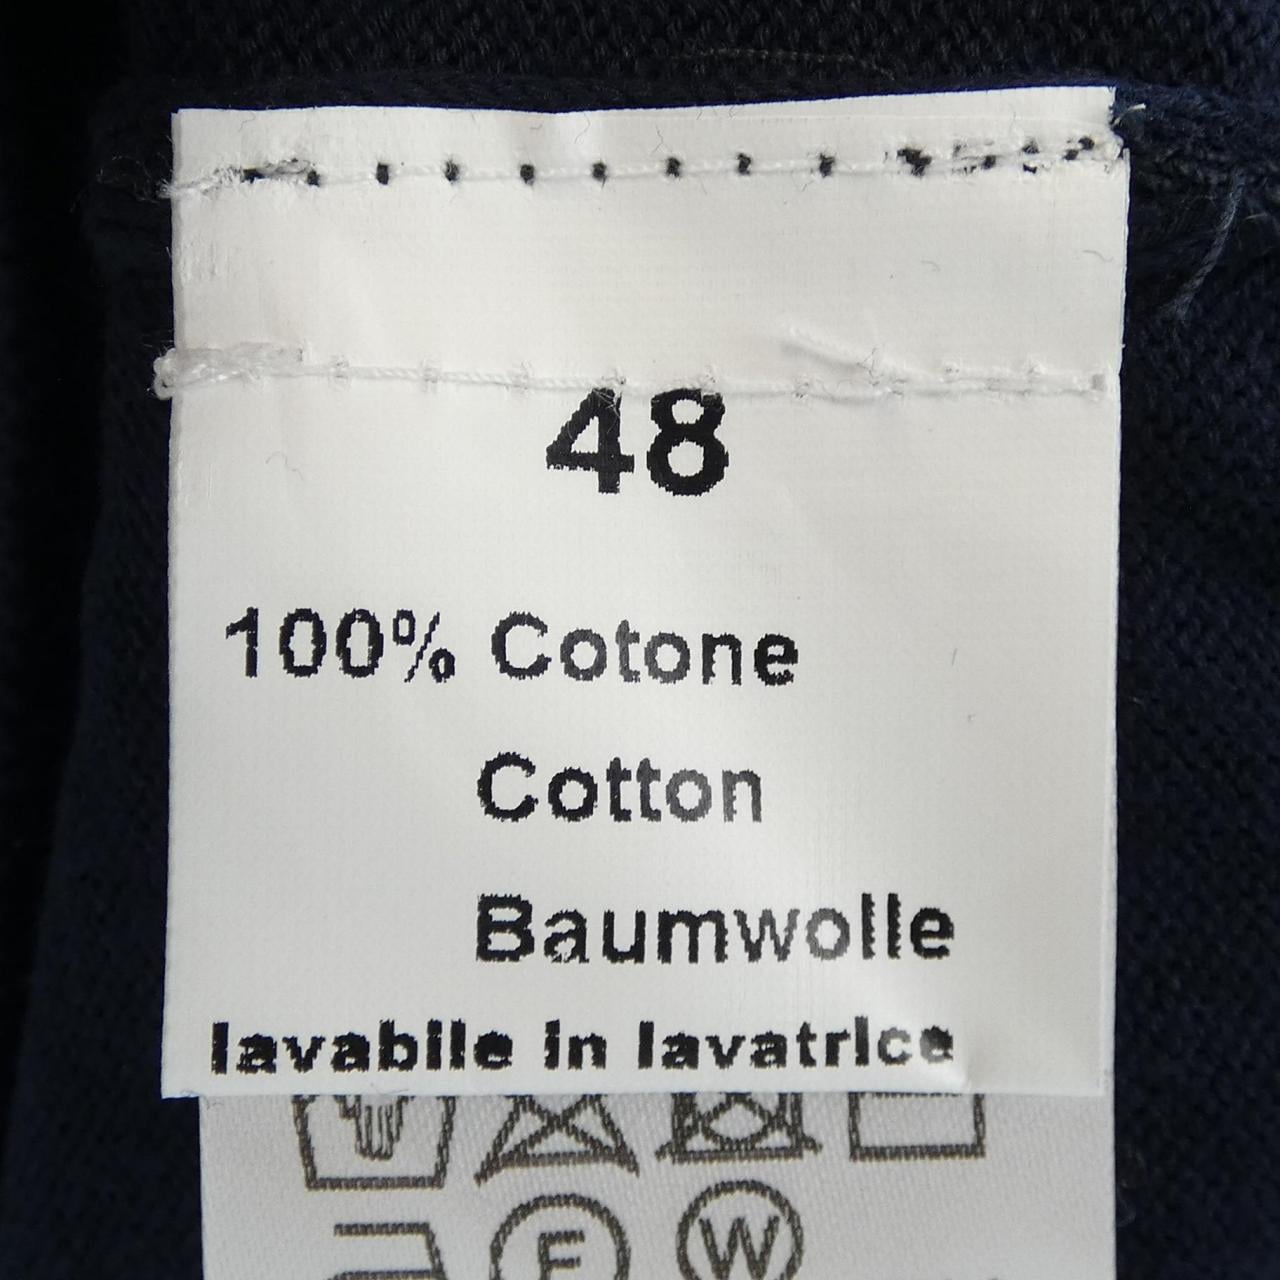 48
100% Cotone
Cotton
Baumwolle
lavabile in lavatrice
F W